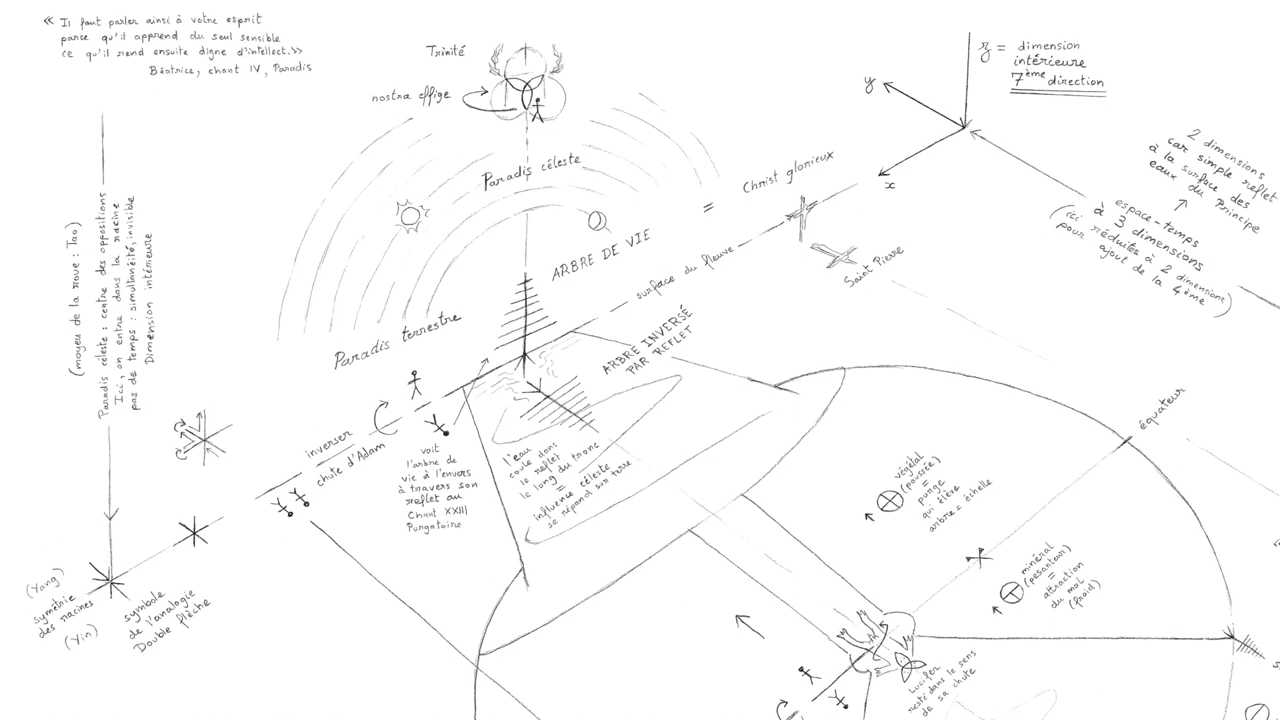 « Il faut parler ainsi à votre esprit
parce qu'il apprend du seul sensible
ce qu'il rend ensuite digne d'intellect.»
Béatrice, chant IV, Paradis
Trinité
nostra effige
Paradis céleste
ARBRE DE VIE
= Christ glorieux
surface du fleuve
Saint Pierre
y
x
z = dimension
intérieure
7ème direction
2 dimensions
car simple reflet
à la surface des
eaux du Principe
espace-temps
à 3 dimensions
(ici réduites à 2 dimensions
pour ajout de la 4ème)
(moyeu de la roue : Tao)
Paradis céleste : centre des oppositions
Ici, on entre dans la racine
pas de temps : simultanéité, invisible
Dimension intérieure
Paradis terrestre
ARBRE INVERSÉ
PAR REFLET
inverser
chute d'Adam
voit
l'arbre de
vie à l'envers
à travers son
reflet au
Chant XXIII
Purgatoire
l'eau
coule dans
le reflet
le long du tronc
=
influence céleste
se répand sur terre
équateur
végétal
(poussée)
=
purge
qui élève
arbre = échelle
minéral
(pesanteur)
=
attraction
du mal
(froid)
(Yang)
symétrie
des racines
(Yin)
symbole
de l'analogie
Double flèche
Lucifer
resté dans le sens
de sa chute